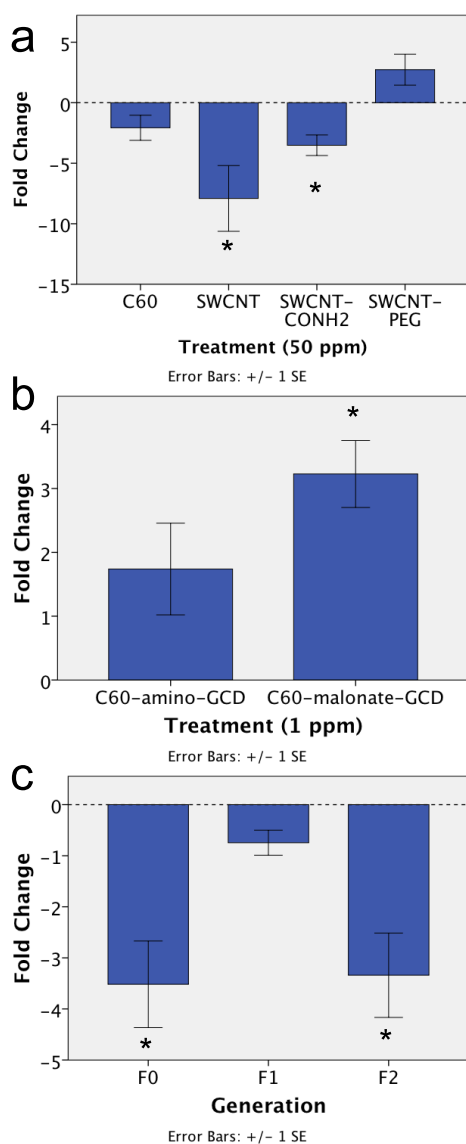 a
5
0
−5
−10
−15
Fold Change
*
*
C60 SWCNT SWCNT− SWCNT−
CONH2 PEG
Treatment (50 ppm)
Error Bars: +/− 1 SE
b
*
4
3
2
1
0
Fold Change
C60−amino−GCD C60−malonate−GCD
Treatment (1 ppm)
Error Bars: +/− 1 SE
c
0
−1
−2
−3
−4
−5
Fold Change
* *
F0 F1 F2
Generation
Error Bars: +/− 1 SE